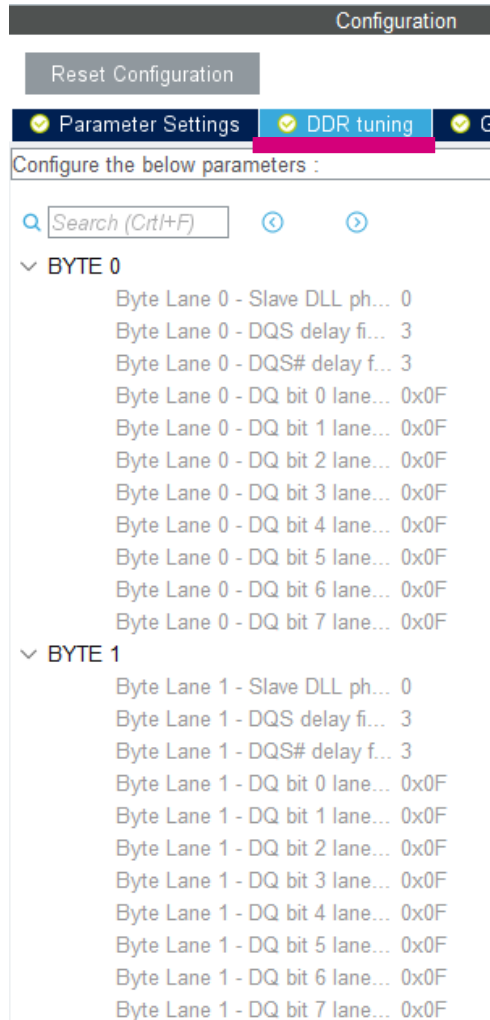 Configuration
Reset Configuration
Parameter Settings DDR tuning G
Configure the below parameters :
Search (Crtl+F)
BYTE 0
Byte Lane 0 - Slave DLL ph... 0
Byte Lane 0 - DQS delay fi... 3
Byte Lane 0 - DQS# delay f... 3
Byte Lane 0 - DQ bit 0 lane... 0x0F
Byte Lane 0 - DQ bit 1 lane... 0x0F
Byte Lane 0 - DQ bit 2 lane... 0x0F
Byte Lane 0 - DQ bit 3 lane... 0x0F
Byte Lane 0 - DQ bit 4 lane... 0x0F
Byte Lane 0 - DQ bit 5 lane... 0x0F
Byte Lane 0 - DQ bit 6 lane... 0x0F
Byte Lane 0 - DQ bit 7 lane... 0x0F
BYTE 1
Byte Lane 1 - Slave DLL ph... 0
Byte Lane 1 - DQS delay fi... 3
Byte Lane 1 - DQS# delay f... 3
Byte Lane 1 - DQ bit 0 lane... 0x0F
Byte Lane 1 - DQ bit 1 lane... 0x0F
Byte Lane 1 - DQ bit 2 lane... 0x0F
Byte Lane 1 - DQ bit 3 lane... 0x0F
Byte Lane 1 - DQ bit 4 lane... 0x0F
Byte Lane 1 - DQ bit 5 lane... 0x0F
Byte Lane 1 - DQ bit 6 lane... 0x0F
Byte Lane 1 - DQ bit 7 lane... 0x0F